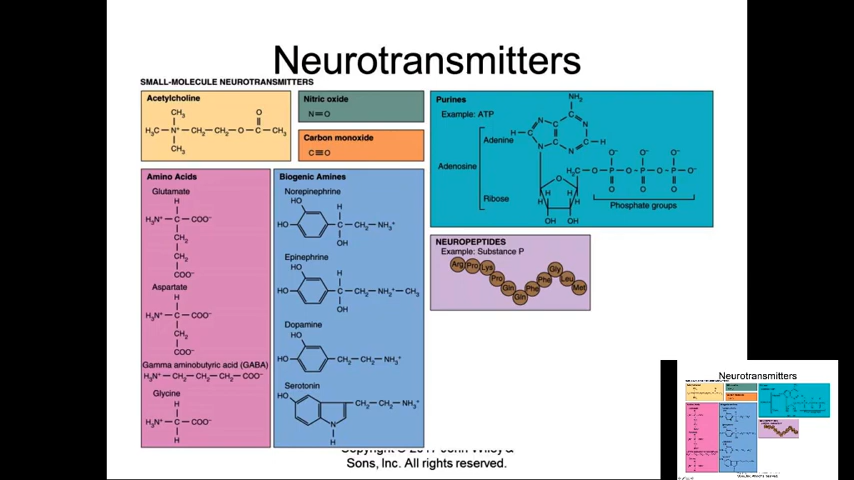 Neurotransmitters
SMALL-MOLECULE NEUROTRANSMITTERS
Acetylcholine
CH₃
O
H₃C — N⁺ — CH₂ — CH₂ — O — C — CH₃
CH₃
Nitric oxide
N=O
Carbon monoxide
C≡O
Amino Acids
Glutamate
H
H₃N⁺ — C — COO⁻
CH₂
CH₂
COO⁻
Aspartate
H
H₃N⁺ — C — COO⁻
CH₂
COO⁻
Gamma aminobutyric acid (GABA)
H₃N⁺ — CH₂ — CH₂ — CH₂ — COO⁻
Glycine
H
H₃N⁺ — C — COO⁻
H
Biogenic Amines
Norepinephrine
HO
H
HO
C — CH₂ — NH₃⁺
OH
Epinephrine
HO
H
HO
C — CH₂ — NH₂⁺ — CH₃
OH
Dopamine
HO
HO
CH₂ — CH₂ — NH₃⁺
Serotonin
HO
CH₂ — CH₂ — NH₃⁺
N
H
Purines
Example: ATP
NH₂
Adenine
N C C N
H C C C H
N N
Adenosine
O⁻ O⁻ O⁻
H₂C — O — P — O — P — O — P — O⁻
O O O
O
Ribose
H H H H
OH OH
Phosphate groups
NEUROPEPTIDES
Example: Substance P
Arg Pro Lys Pro Gln Gln Phe Phe Gly Leu Met
Sons, Inc. All rights reserved.
Neurotransmitters